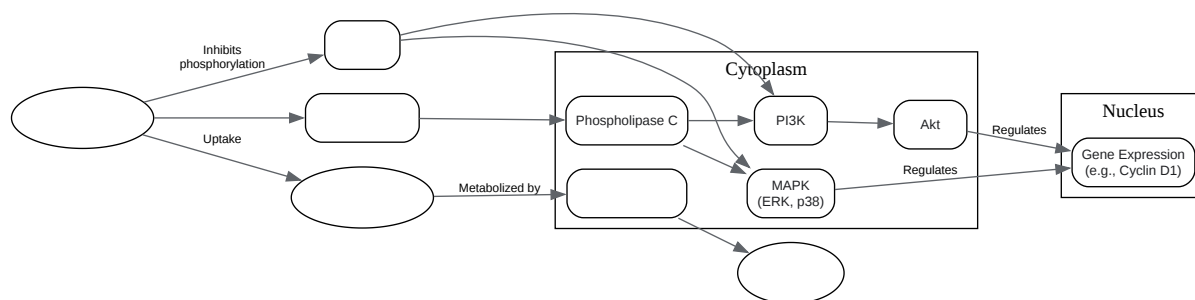 Inhibits
phosphorylation
Uptake
Metabolized by
Cytoplasm
Phospholipase C
PI3K
Akt
MAPK
(ERK, p38)
Regulates
Regulates
Nucleus
Gene Expression
(e.g., Cyclin D1)